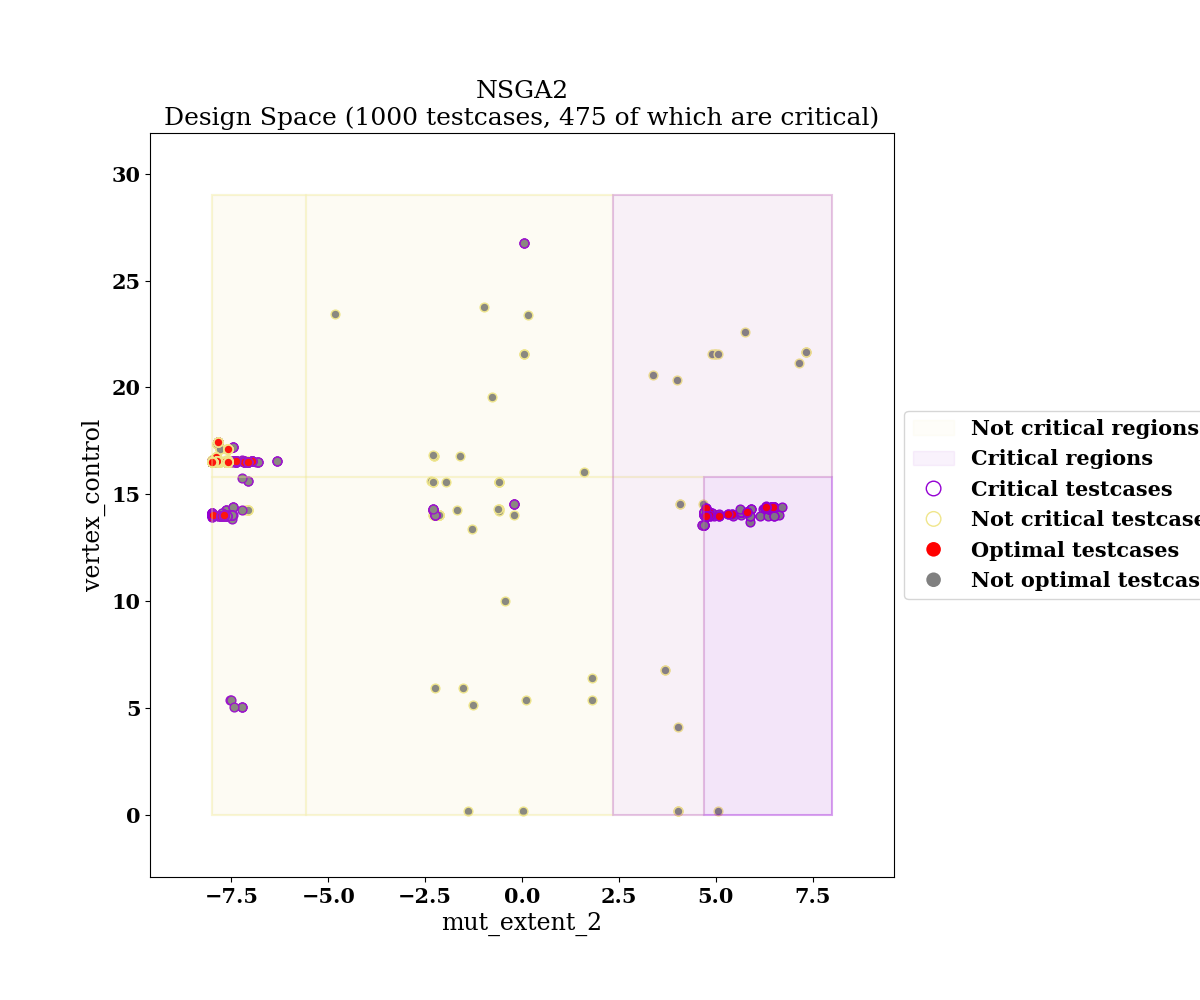 NSGA2
Design Space (1000 testcases, 475 of which are critical)
30
25
20
15
10
5
0
vertex_control
−7.5
−5.0
−2.5
0.0
2.5
5.0
7.5
mut_extent_2
Not critical regions
Critical regions
Critical testcases
Not critical testcase
Optimal testcases
Not optimal testcas